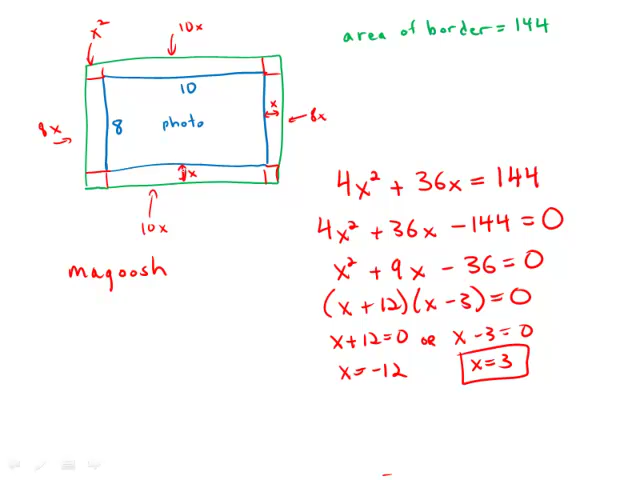 x²
10x
area of border = 144
10
x
8x
8
photo
8x
x
10x
4x² + 36x = 144
4x² + 36x - 144 = 0
x² + 9x - 36 = 0
magoosh
(x + 12)(x - 3) = 0
x + 12 = 0 or x - 3 = 0
x = -12 x = 3